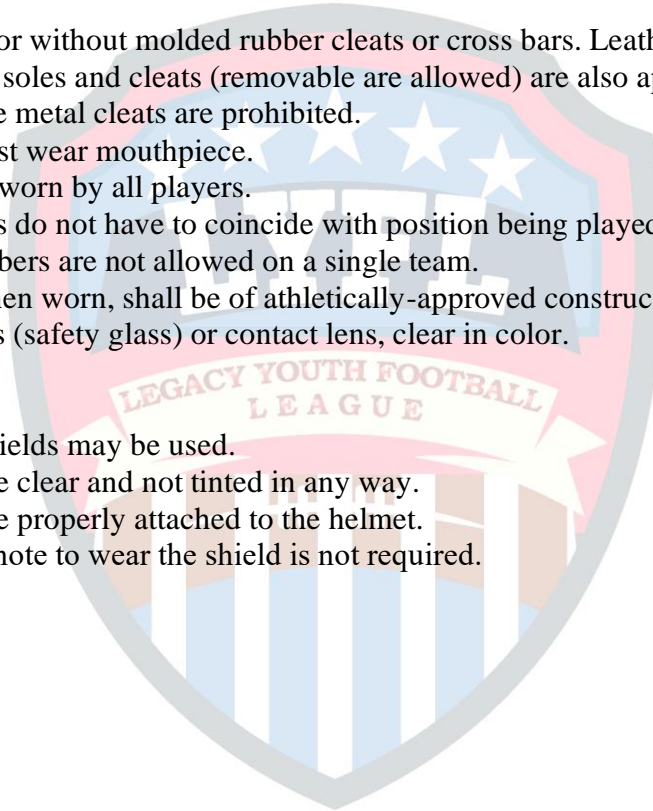 or without molded rubber cleats or cross bars. Leath
soles and cleats (removable are allowed) are also ap
e metal cleats are prohibited.
st wear mouthpiece.
worn by all players.
s do not have to coincide with position being played
bers are not allowed on a single team.
LYFL
en worn, shall be of athletically-approved construc
s (safety glass) or contact lens, clear in color.
LEGACY YOUTH FOOTBALL
LEAGUE
ields may be used.
e clear and not tinted in any way.
e properly attached to the helmet.
note to wear the shield is not required.